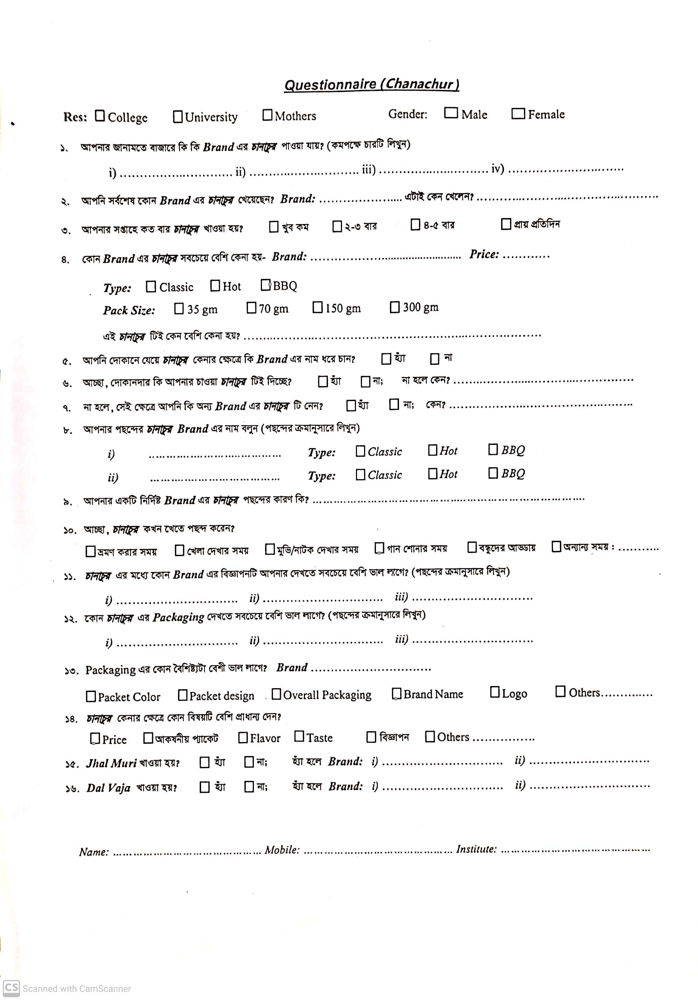 Questionnaire (Chanachur)
Res: College University Mothers Gender: Male Female
১. আপনার জানামতে বাজারে কি কি Brand এর চানাচুর পাওয়া যায়? (কমপক্ষে চারটি লিখুন)
i) .............................. ii) .............................. iii) .............................. iv) ..............................
২. আপনি সর্বশেষ কোন Brand এর চানাচুর খেয়েছেন? Brand: ........................ এটাই কেন খেলেন? ..................................................
৩. আপনার সপ্তাহে কত বার চানাচুর খাওয়া হয়? খুব কম ২-৩ বার ৪-৫ বার প্রায় প্রতিদিন
৪. কোন Brand এর চানাচুর সবচেয়ে বেশি কেনা হয়- Brand: .......................................... Price: ............
Type: Classic Hot BBQ
Pack Size: 35 gm 70 gm 150 gm 300 gm
এই চানাচুর টিই কেন বেশি কেনা হয়? ................................................................................
৫. আপনি দোকানে যেয়ে চানাচুর কেনার ক্ষেত্রে কি Brand এর নাম ধরে চান? হ্যাঁ না
৬. আচ্ছা, দোকানদার কি আপনার চাওয়া চানাচুর টিই দিচ্ছে? হ্যাঁ না; না হলে কেন? ..................................................
৭. না হলে, সেই ক্ষেত্রে আপনি কি অন্য Brand এর চানাচুর টি নেন? হ্যাঁ না; কেন? ..................................................
৮. আপনার পছন্দের চানাচুর Brand এর নাম বলুন (পছন্দের ক্রমানুসারে লিখুন)
i) ..................................... Type: Classic Hot BBQ
ii) ..................................... Type: Classic Hot BBQ
৯. আপনার একটি নির্দিষ্ট Brand এর চানাচুর পছন্দের কারণ কি? ......................................................................
১০. আচ্ছা, চানাচুর কখন খেতে পছন্দ করেন?
ভ্রমণ করার সময় খেলা দেখার সময় মুভি/নাটক দেখার সময় গান শোনার সময় বন্ধুদের আড্ডায় অন্যান্য সময় : ...........
১১. চানাচুর এর মধ্যে কোন Brand এর বিজ্ঞাপনটি আপনার দেখতে সবচেয়ে বেশি ভাল লাগে? (পছন্দের ক্রমানুসারে লিখুন)
i) .............................. ii) .............................. iii) ..............................
১২. কোন চানাচুর এর Packaging দেখতে সবচেয়ে বেশি ভাল লাগে? (পছন্দের ক্রমানুসারে লিখুন)
i) .............................. ii) .............................. iii) ..............................
১৩. Packaging এর কোন বৈশিষ্ট্যটা বেশী ভাল লাগে? Brand ..............................
Packet Color Packet design Overall Packaging Brand Name Logo Others..............
১৪. চানাচুর কেনার ক্ষেত্রে কোন বিষয়টি বেশি প্রাধান্য দেন?
Price আকষনীয় প্যাকেট Flavor Taste বিজ্ঞাপন Others ................
১৫. Jhal Muri খাওয়া হয়? হ্যাঁ না; হ্যাঁ হলে Brand: i) .............................. ii) ..............................
১৬. Dal Vaja খাওয়া হয়? হ্যাঁ না; হ্যাঁ হলে Brand: i) .............................. ii) ..............................
Name: .......................................... Mobile: .......................................... Institute: ..........................................
CS Scanned with CamScanner